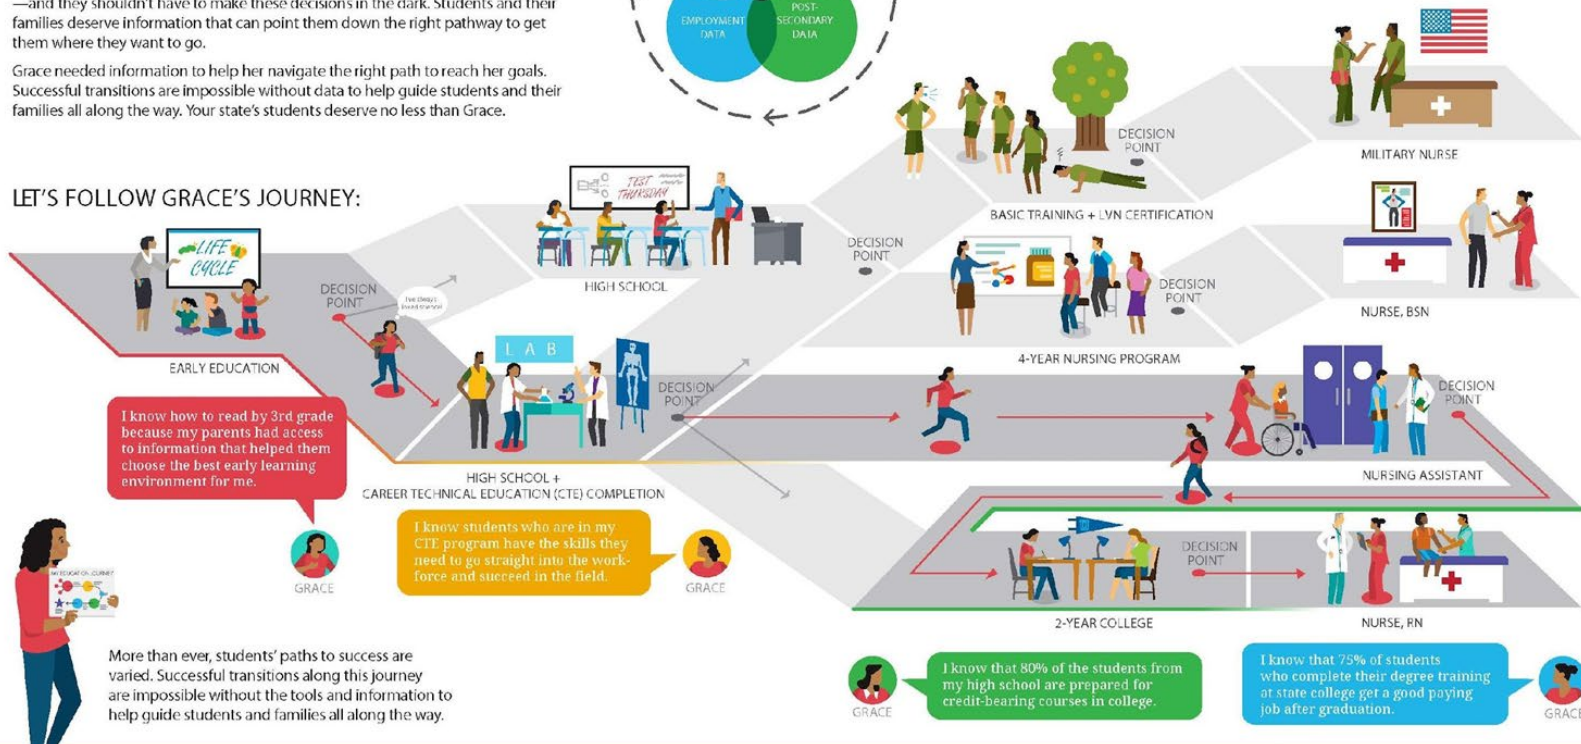 —and they shouldn't have to make these decisions in the dark. Students and their
families deserve information that can point them down the right pathway to get
them where they want to go.
Grace needed information to help her navigate the right path to reach her goals.
Successful transitions are impossible without data to help guide students and their
families all along the way. Your state's students deserve no less than Grace.
EMPLOYMENT
DATA
POST-
SECONDARY
DATA
LET'S FOLLOW GRACE'S JOURNEY:
LIFE
CYCLE
EARLY EDUCATION
DECISION
POINT
I've always
loved science!
TEST
THURSDAY
HIGH SCHOOL
LAB
HIGH SCHOOL +
CAREER TECHNICAL EDUCATION (CTE) COMPLETION
DECISION
POINT
DECISION
POINT
DECISION
POINT
BASIC TRAINING + LVN CERTIFICATION
MILITARY NURSE
DECISION
POINT
4-YEAR NURSING PROGRAM
NURSE, BSN
DECISION
POINT
NURSING ASSISTANT
DECISION
POINT
2-YEAR COLLEGE
NURSE, RN
I know how to read by 3rd grade
because my parents had access
to information that helped them
choose the best early learning
environment for me.
GRACE
I know students who are in my
CTE program have the skills they
need to go straight into the work-
force and succeed in the field.
GRACE
MY EDUCATION JOURNEY
More than ever, students' paths to success are
varied. Successful transitions along this journey
are impossible without the tools and information to
help guide students and families all along the way.
GRACE
I know that 80% of the students from
my high school are prepared for
credit-bearing courses in college.
I know that 75% of students
who complete their degree training
at state college get a good paying
job after graduation.
GRACE